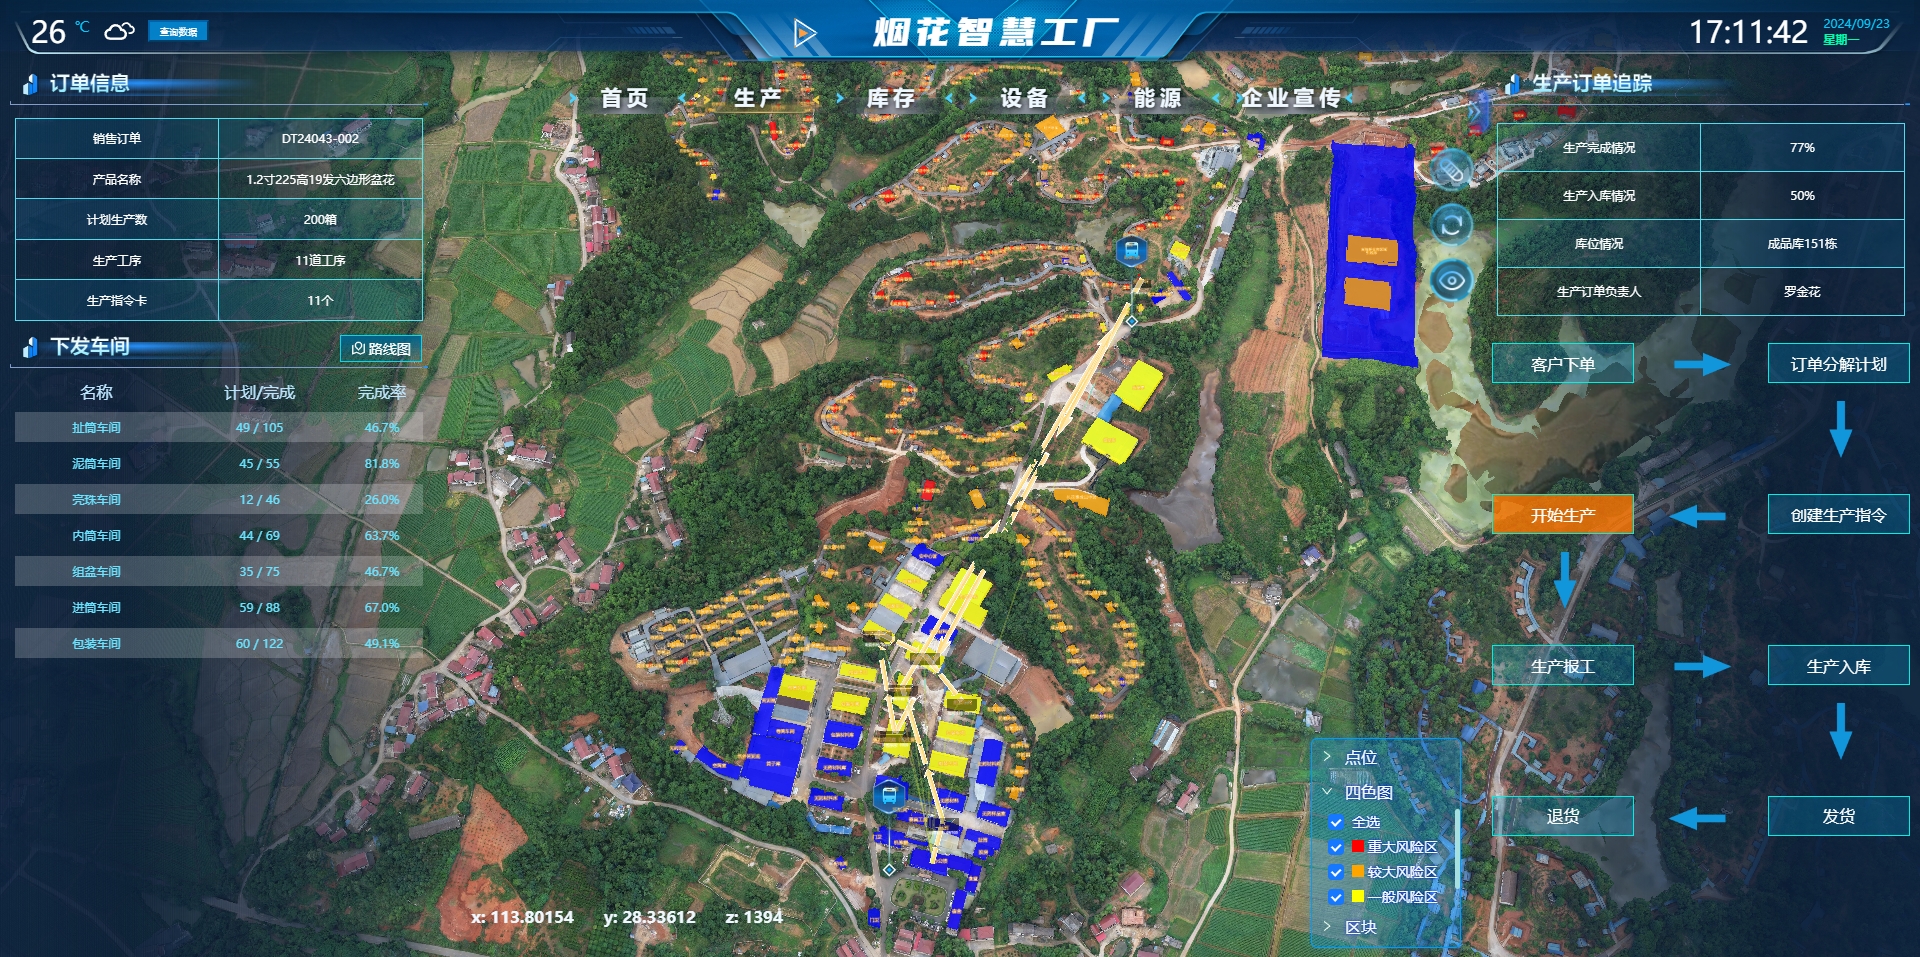 26 ℃
查询数据
烟花智慧工厂
17:11:42
2024/09/23
星期一
首页
生产
库存
设备
能源
企业宣传
订单信息
销售订单 DT24043-002
产品名称 1.2寸225高19发六边形盆花
计划生产数 200箱
生产工序 11道工序
生产指令卡 11个
下发车间
路线图
名称 计划/完成 完成率
扯筒车间 49 / 105 46.7%
泥筒车间 45 / 55 81.8%
亮珠车间 12 / 46 26.0%
内筒车间 44 / 69 63.7%
组盆车间 35 / 75 46.7%
进筒车间 59 / 88 67.0%
包装车间 60 / 122 49.1%
生产订单追踪
生产完成情况 77%
生产入库情况 50%
库位情况 成品库151栋
生产订单负责人 罗金花
客户下单
订单分解计划
开始生产
创建生产指令
生产报工
生产入库
退货
发货
点位
四色图
全选
重大风险区
较大风险区
一般风险区
区块
x: 113.80154 y: 28.33612 z: 1394